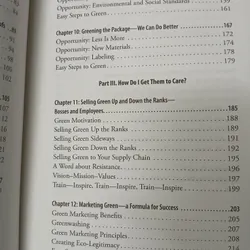 Opportunity: Environmental and Social Standards
Easy Steps to Green
Chapter 10: Greening the Package—We Can Do Better 167
Opportunity: Less Is More 172
Opportunity: New Materials 174
Opportunity: Labeling 178
Easy Steps to Green 179
Part III. How Do I Get Them to Care?
Chapter 11: Selling Green Up and Down the Ranks—
Bosses and Employees 185
Green Motivation 188
Selling Green Up the Ranks 189
Selling Green Sideways 191
Selling Green Down the Ranks 192
Selling Green to Your Supply Chain 195
A Word about Resistance 195
Vision–Mission–Values 196
Train—Inspire, Train—Inspire, Train—Inspire 199
Chapter 12: Marketing Green—a Formula for Success 203
Green Marketing Benefits
Greenwashing
Green Marketing Principles
Creating Eco-Legitimacy